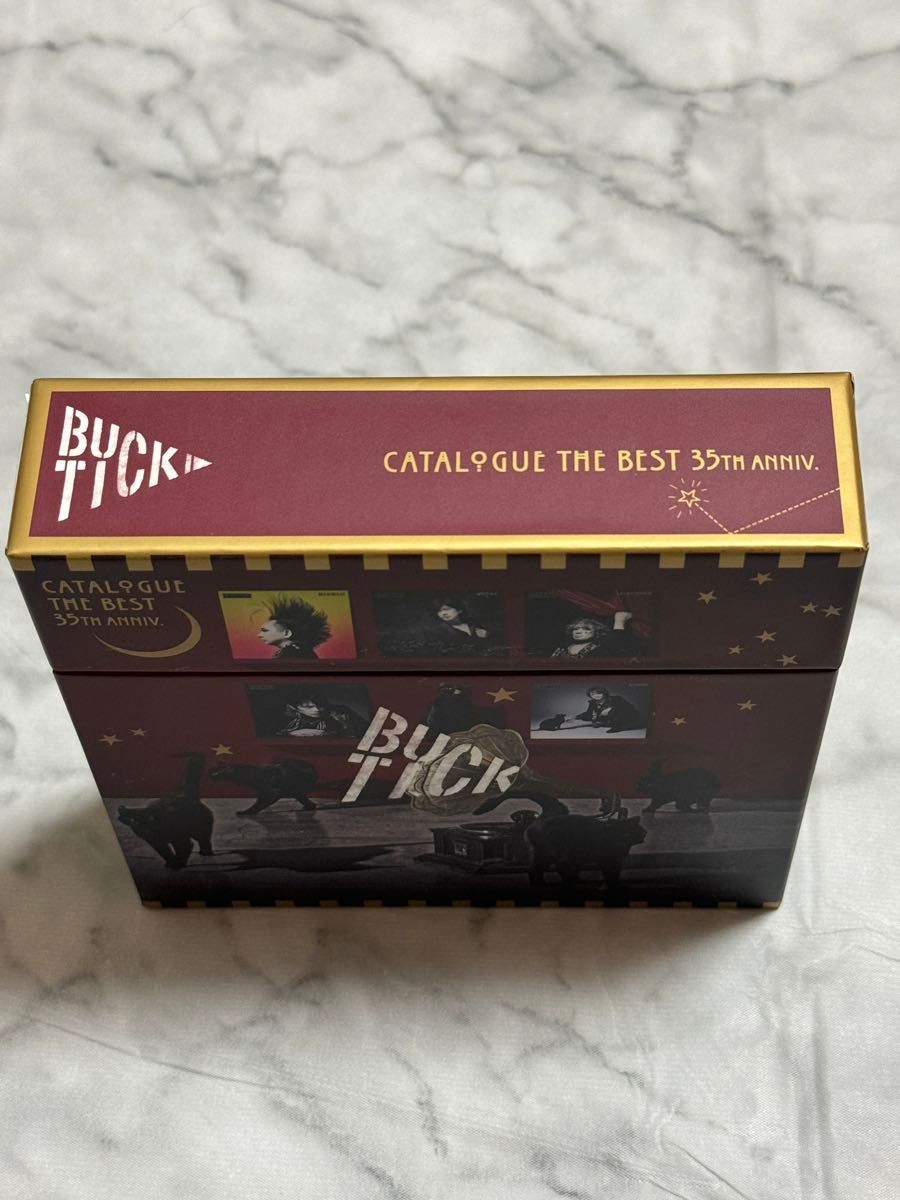 BUCK
TICK
CATALOGUE THE BEST 35TH ANNIV.
CATALOGUE
THE BEST
35TH ANNIV.
BUCK
TICK